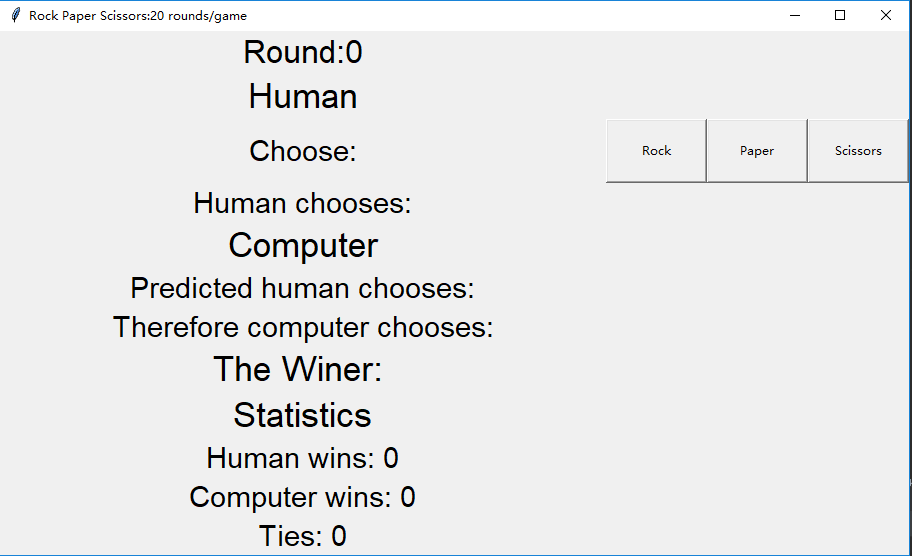 Rock Paper Scissors:20 rounds/game
Round:0
Human
Choose:
Rock Paper Scissors
Human chooses:
Computer
Predicted human chooses:
Therefore computer chooses:
The Winer:
Statistics
Human wins: 0
Computer wins: 0
Ties: 0